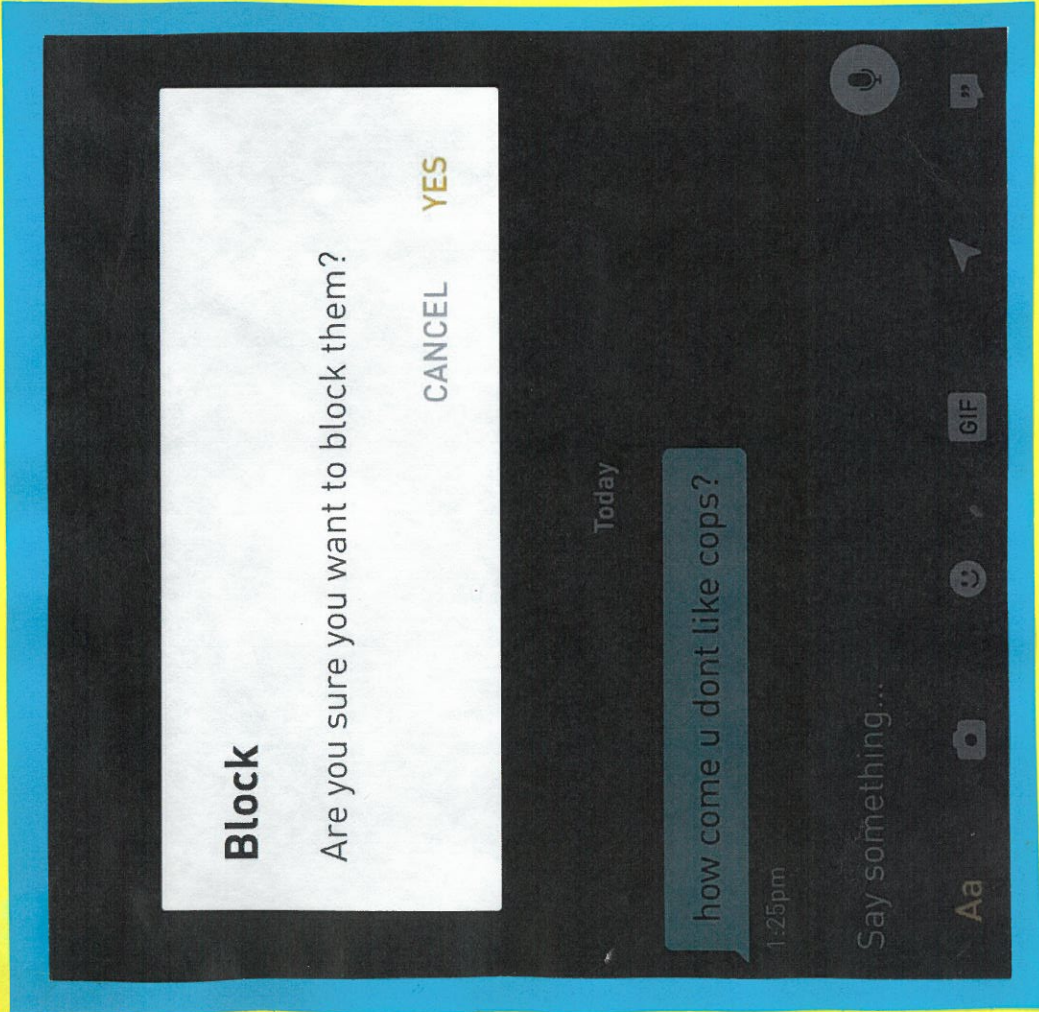 Block
Are you sure you want to block them?
CANCEL YES
Today
how come u dont like cops?
1:25pm
Say something...
Aa
GIF